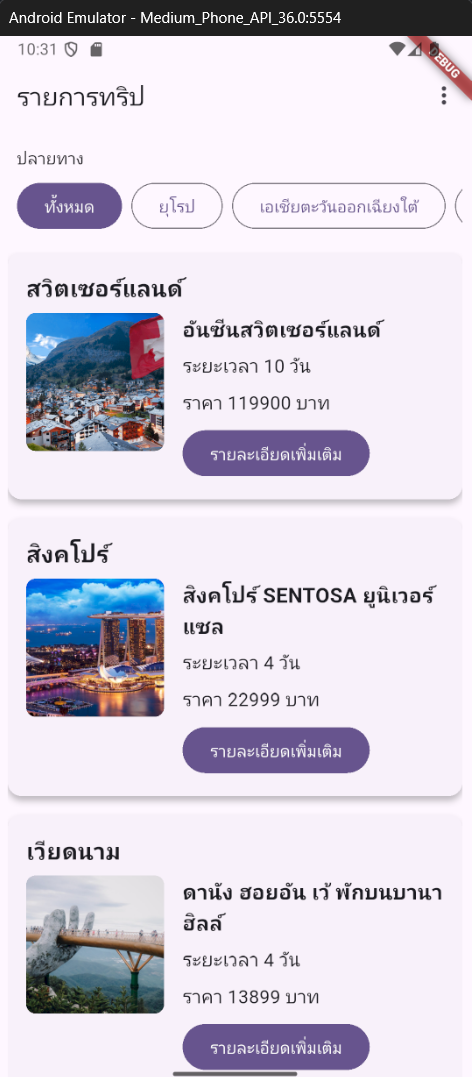 Android Emulator - Medium_Phone_API_36.0:5554
10:31
DEBUG
รายการทริป
ปลายทาง
ทั้งหมด
ยุโรป
เอเชียตะวันออกเฉียงใต้
สวิตเซอร์แลนด์
อันซีนสวิตเซอร์แลนด์
ระยะเวลา 10 วัน
ราคา 119900 บาท
รายละเอียดเพิ่มเติม
สิงคโปร์
สิงคโปร์ SENTOSA ยูนิเวอร์
แซล
ระยะเวลา 4 วัน
ราคา 22999 บาท
รายละเอียดเพิ่มเติม
เวียดนาม
ดานัง ฮอยอัน เว้ พักบนบานา
ฮิลล์
ระยะเวลา 4 วัน
ราคา 13899 บาท
รายละเอียดเพิ่มเติม